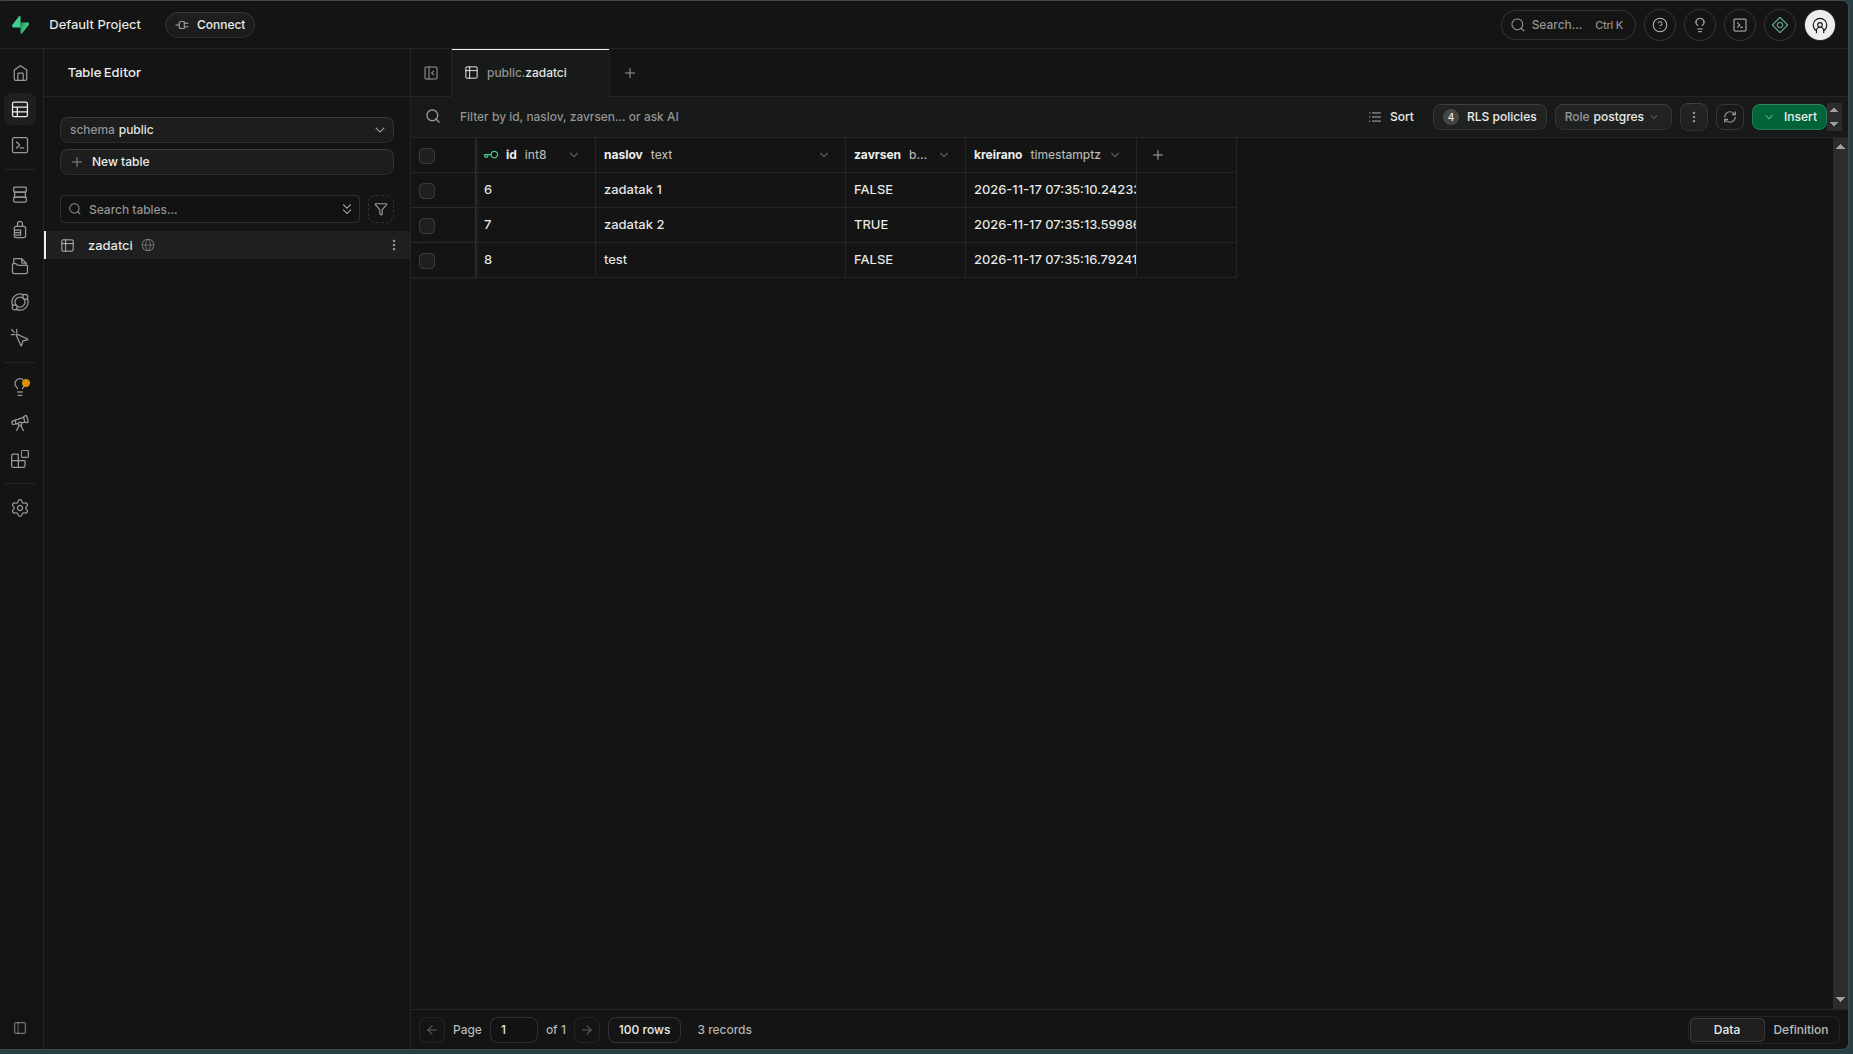 Default Project
Connect
Search... Ctrl K
Table Editor
public.zadatci
schema public
New table
Search tables...
zadatci
Filter by id, naslov, zavrsen... or ask AI
Sort
4 RLS policies
Role postgres
Insert
id int8 naslov text zavrsen b... kreirano timestamptz
6 zadatak 1 FALSE 2026-11-17 07:35:10.24233
7 zadatak 2 TRUE 2026-11-17 07:35:13.59986
8 test FALSE 2026-11-17 07:35:16.79241
Page 1 of 1 100 rows 3 records
Data Definition